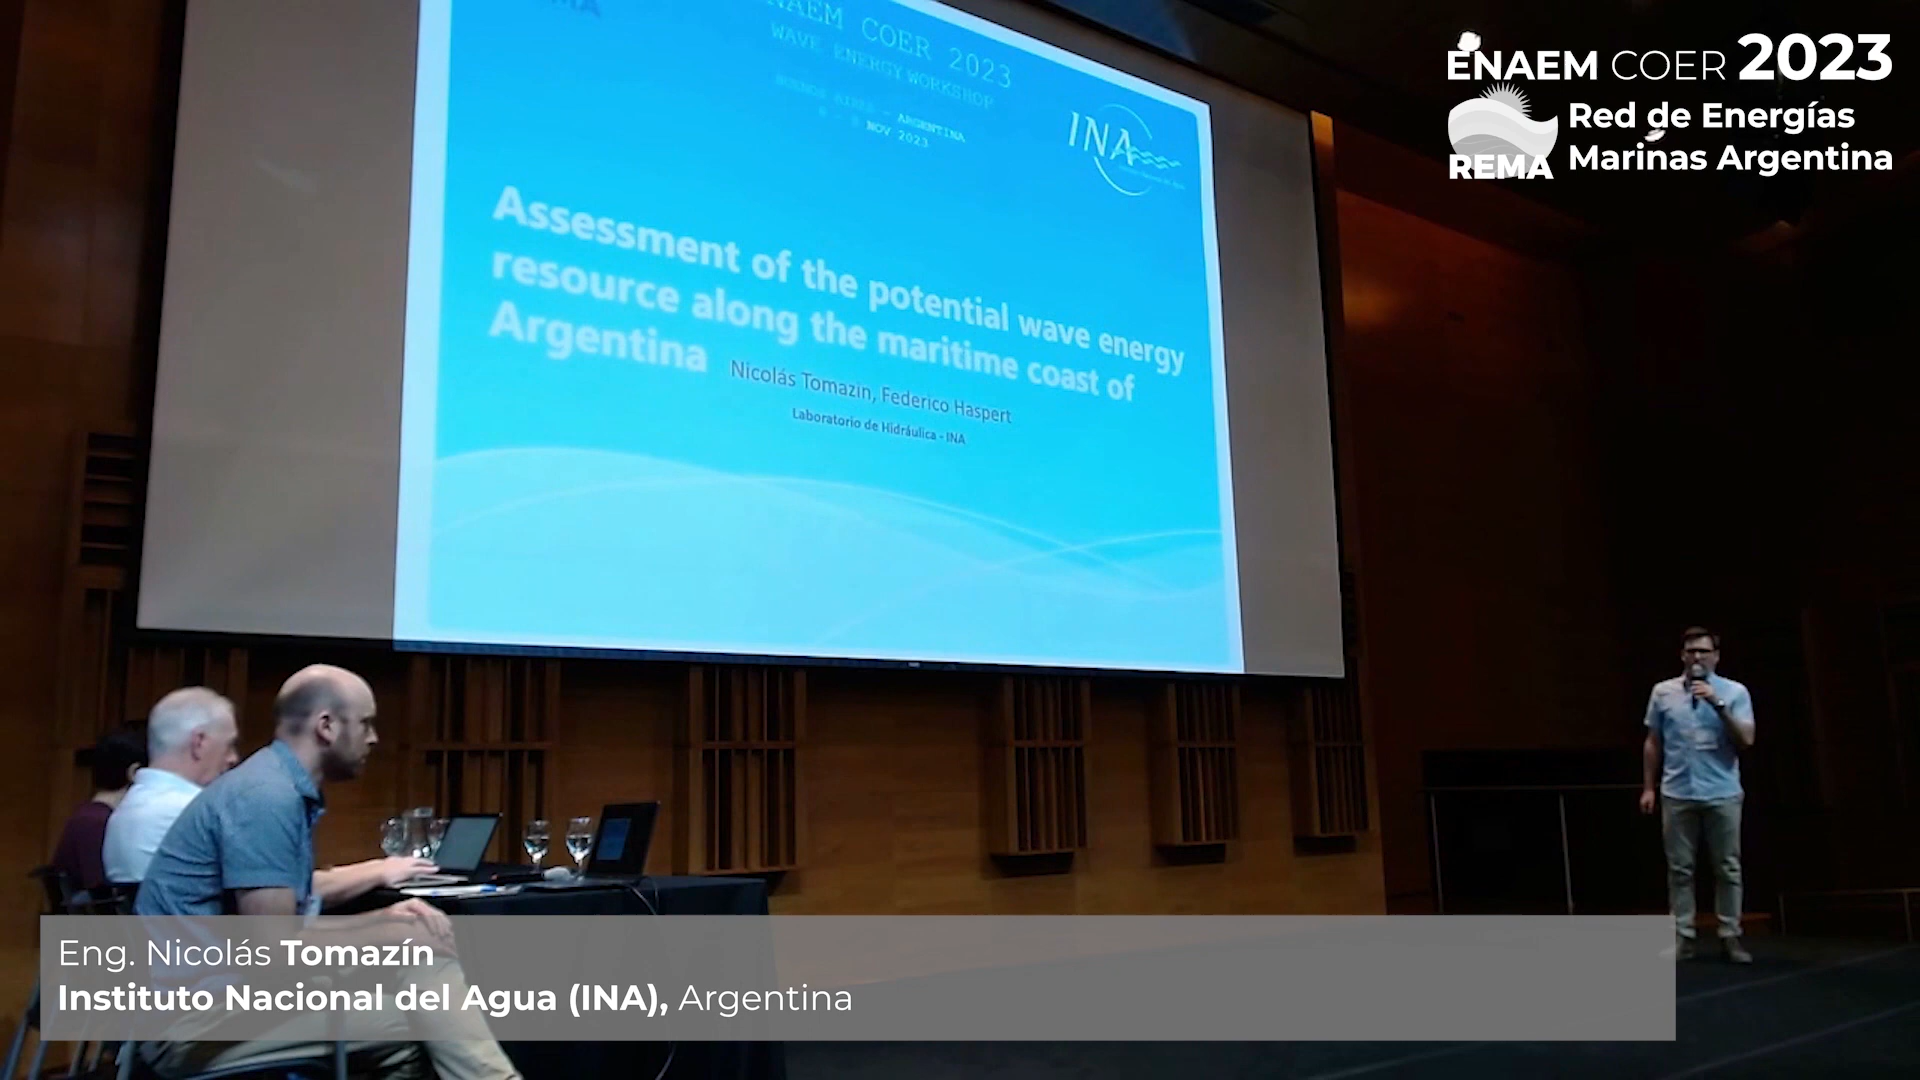 ENAEM COER 2023
Red de Energías
Marinas Argentina
REMA
COER 2023
WAVE ENERGY WORKSHOP
ARGENTINA
NOV 2023
INA
Assessment of the potential wave energy
resource along the maritime coast of
Argentina
Nicolás Tomazin, Federico Haspert
Laboratorio de Hidráulica - INA
Eng. Nicolás Tomazín
Instituto Nacional del Agua (INA), Argentina